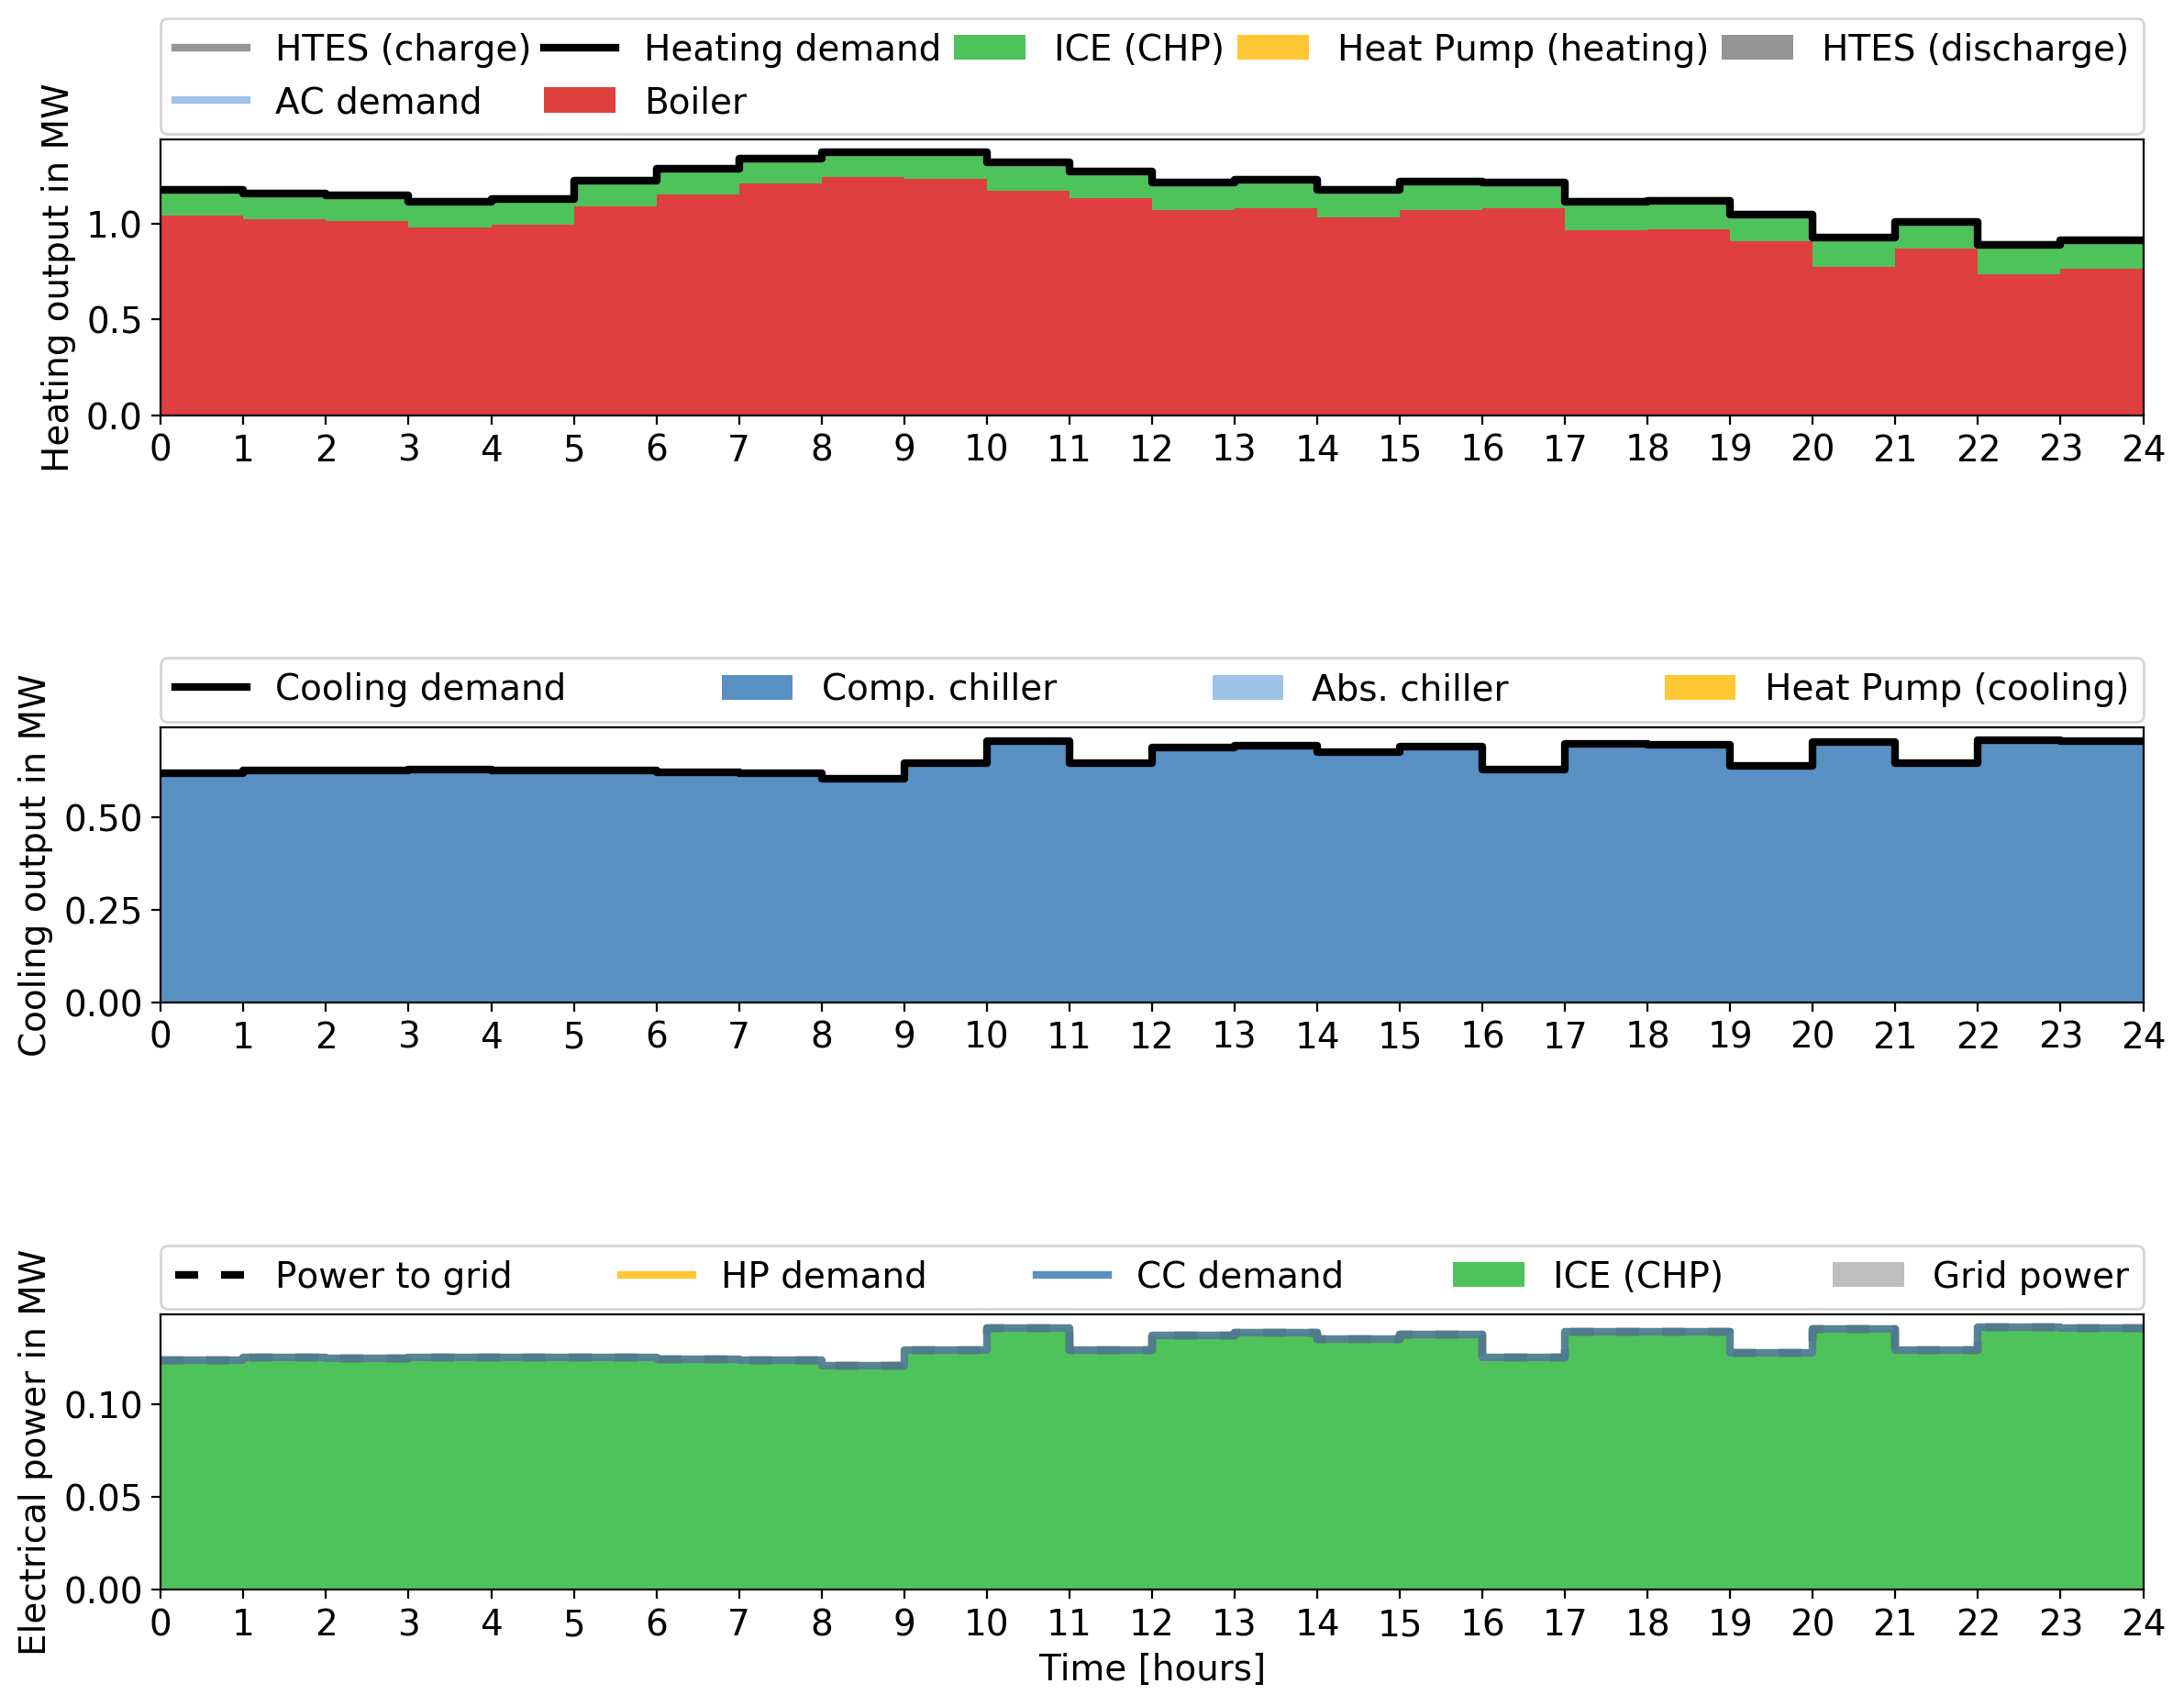 HTES (charge) Heating demand ICE (CHP) Heat Pump (heating) HTES (discharge)
AC demand Boiler
Heating output in MW
1.0
0.5
0.0
0 1 2 3 4 5 6 7 8 9 10 11 12 13 14 15 16 17 18 19 20 21 22 23 24
Cooling demand Comp. chiller Abs. chiller Heat Pump (cooling)
Cooling output in MW
0.50
0.25
0.00
0 1 2 3 4 5 6 7 8 9 10 11 12 13 14 15 16 17 18 19 20 21 22 23 24
Power to grid HP demand CC demand ICE (CHP) Grid power
Electrical power in MW
0.10
0.05
0.00
0 1 2 3 4 5 6 7 8 9 10 11 12 13 14 15 16 17 18 19 20 21 22 23 24
Time [hours]